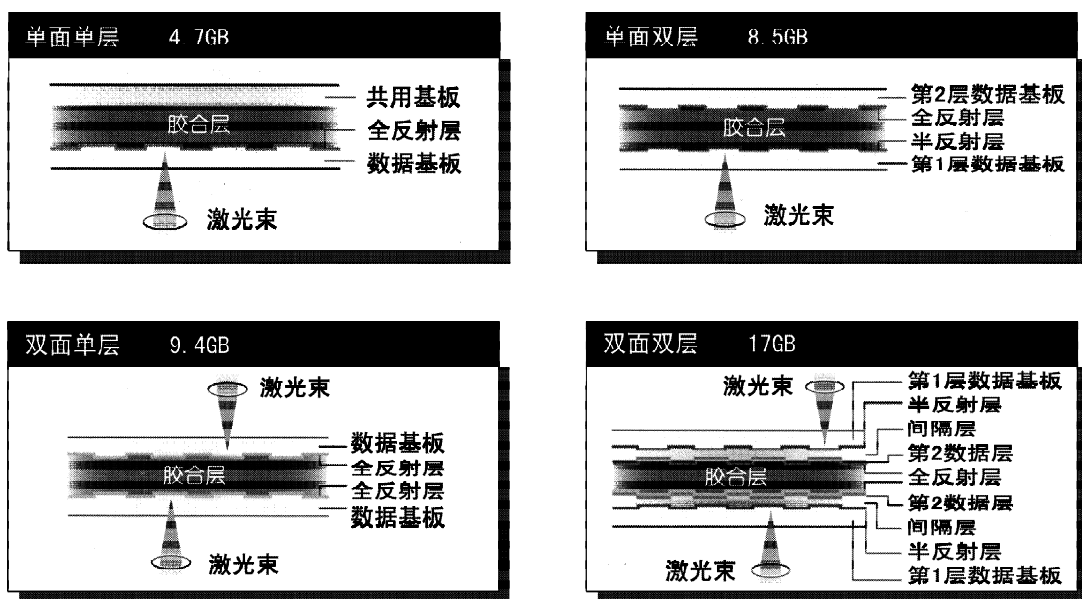 单面单层 4.7GB
共用基板
胶合层
全反射层
数据基板
激光束
单面双层 8.5GB
第2层数据基板
全反射层
胶合层
半反射层
第1层数据基板
激光束
双面单层 9.4GB
激光束
数据基板
全反射层
胶合层
全反射层
数据基板
激光束
双面双层 17GB
激光束
第1层数据基板
半反射层
间隔层
第2数据层
胶合层
全反射层
第2数据层
间隔层
半反射层
激光束
第1层数据基板